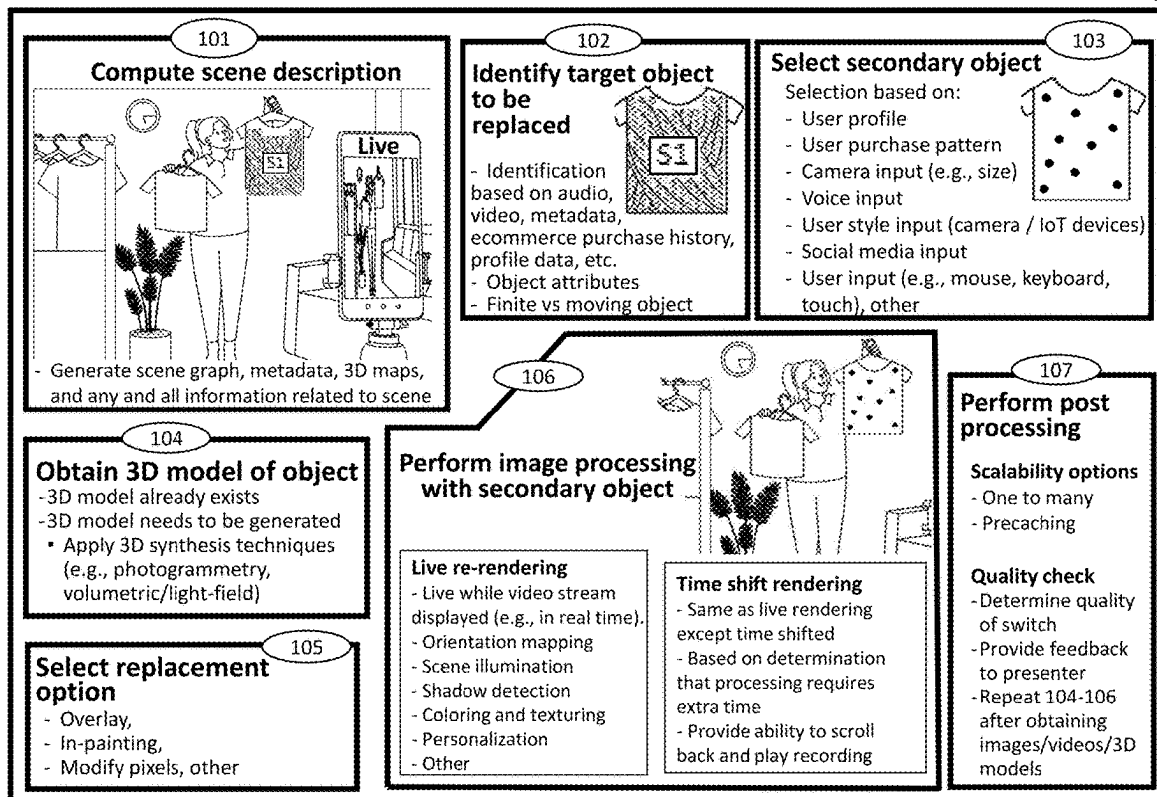 101
Compute scene description
S1
Live
- Generate scene graph, metadata, 3D maps,
and any and all information related to scene
102
Identify target object
to be
replaced
S1
- Identification
based on audio,
video, metadata,
ecommerce purchase history,
profile data, etc.
- Object attributes
- Finite vs moving object
103
Select secondary object
Selection based on:
- User profile
- User purchase pattern
- Camera input (e.g., size)
- Voice input
- User style input (camera / IoT devices)
- Social media input
- User input (e.g., mouse, keyboard,
touch), other
104
Obtain 3D model of object
-3D model already exists
-3D model needs to be generated
• Apply 3D synthesis techniques
(e.g., photogrammetry,
volumetric/light-field)
105
Select replacement
option
- Overlay,
- In-painting,
- Modify pixels, other
106
Perform image processing
with secondary object
Live re-rendering
- Live while video stream
displayed (e.g., in real time).
- Orientation mapping
- Scene illumination
- Shadow detection
- Coloring and texturing
- Personalization
- Other
Time shift rendering
- Same as live rendering
except time shifted
- Based on determination
that processing requires
extra time
- Provide ability to scroll
back and play recording
107
Perform post
processing
Scalability options
- One to many
- Precaching
Quality check
-Determine quality
of switch
-Provide feedback
to presenter
-Repeat 104-106
after obtaining
images/videos/3D
models